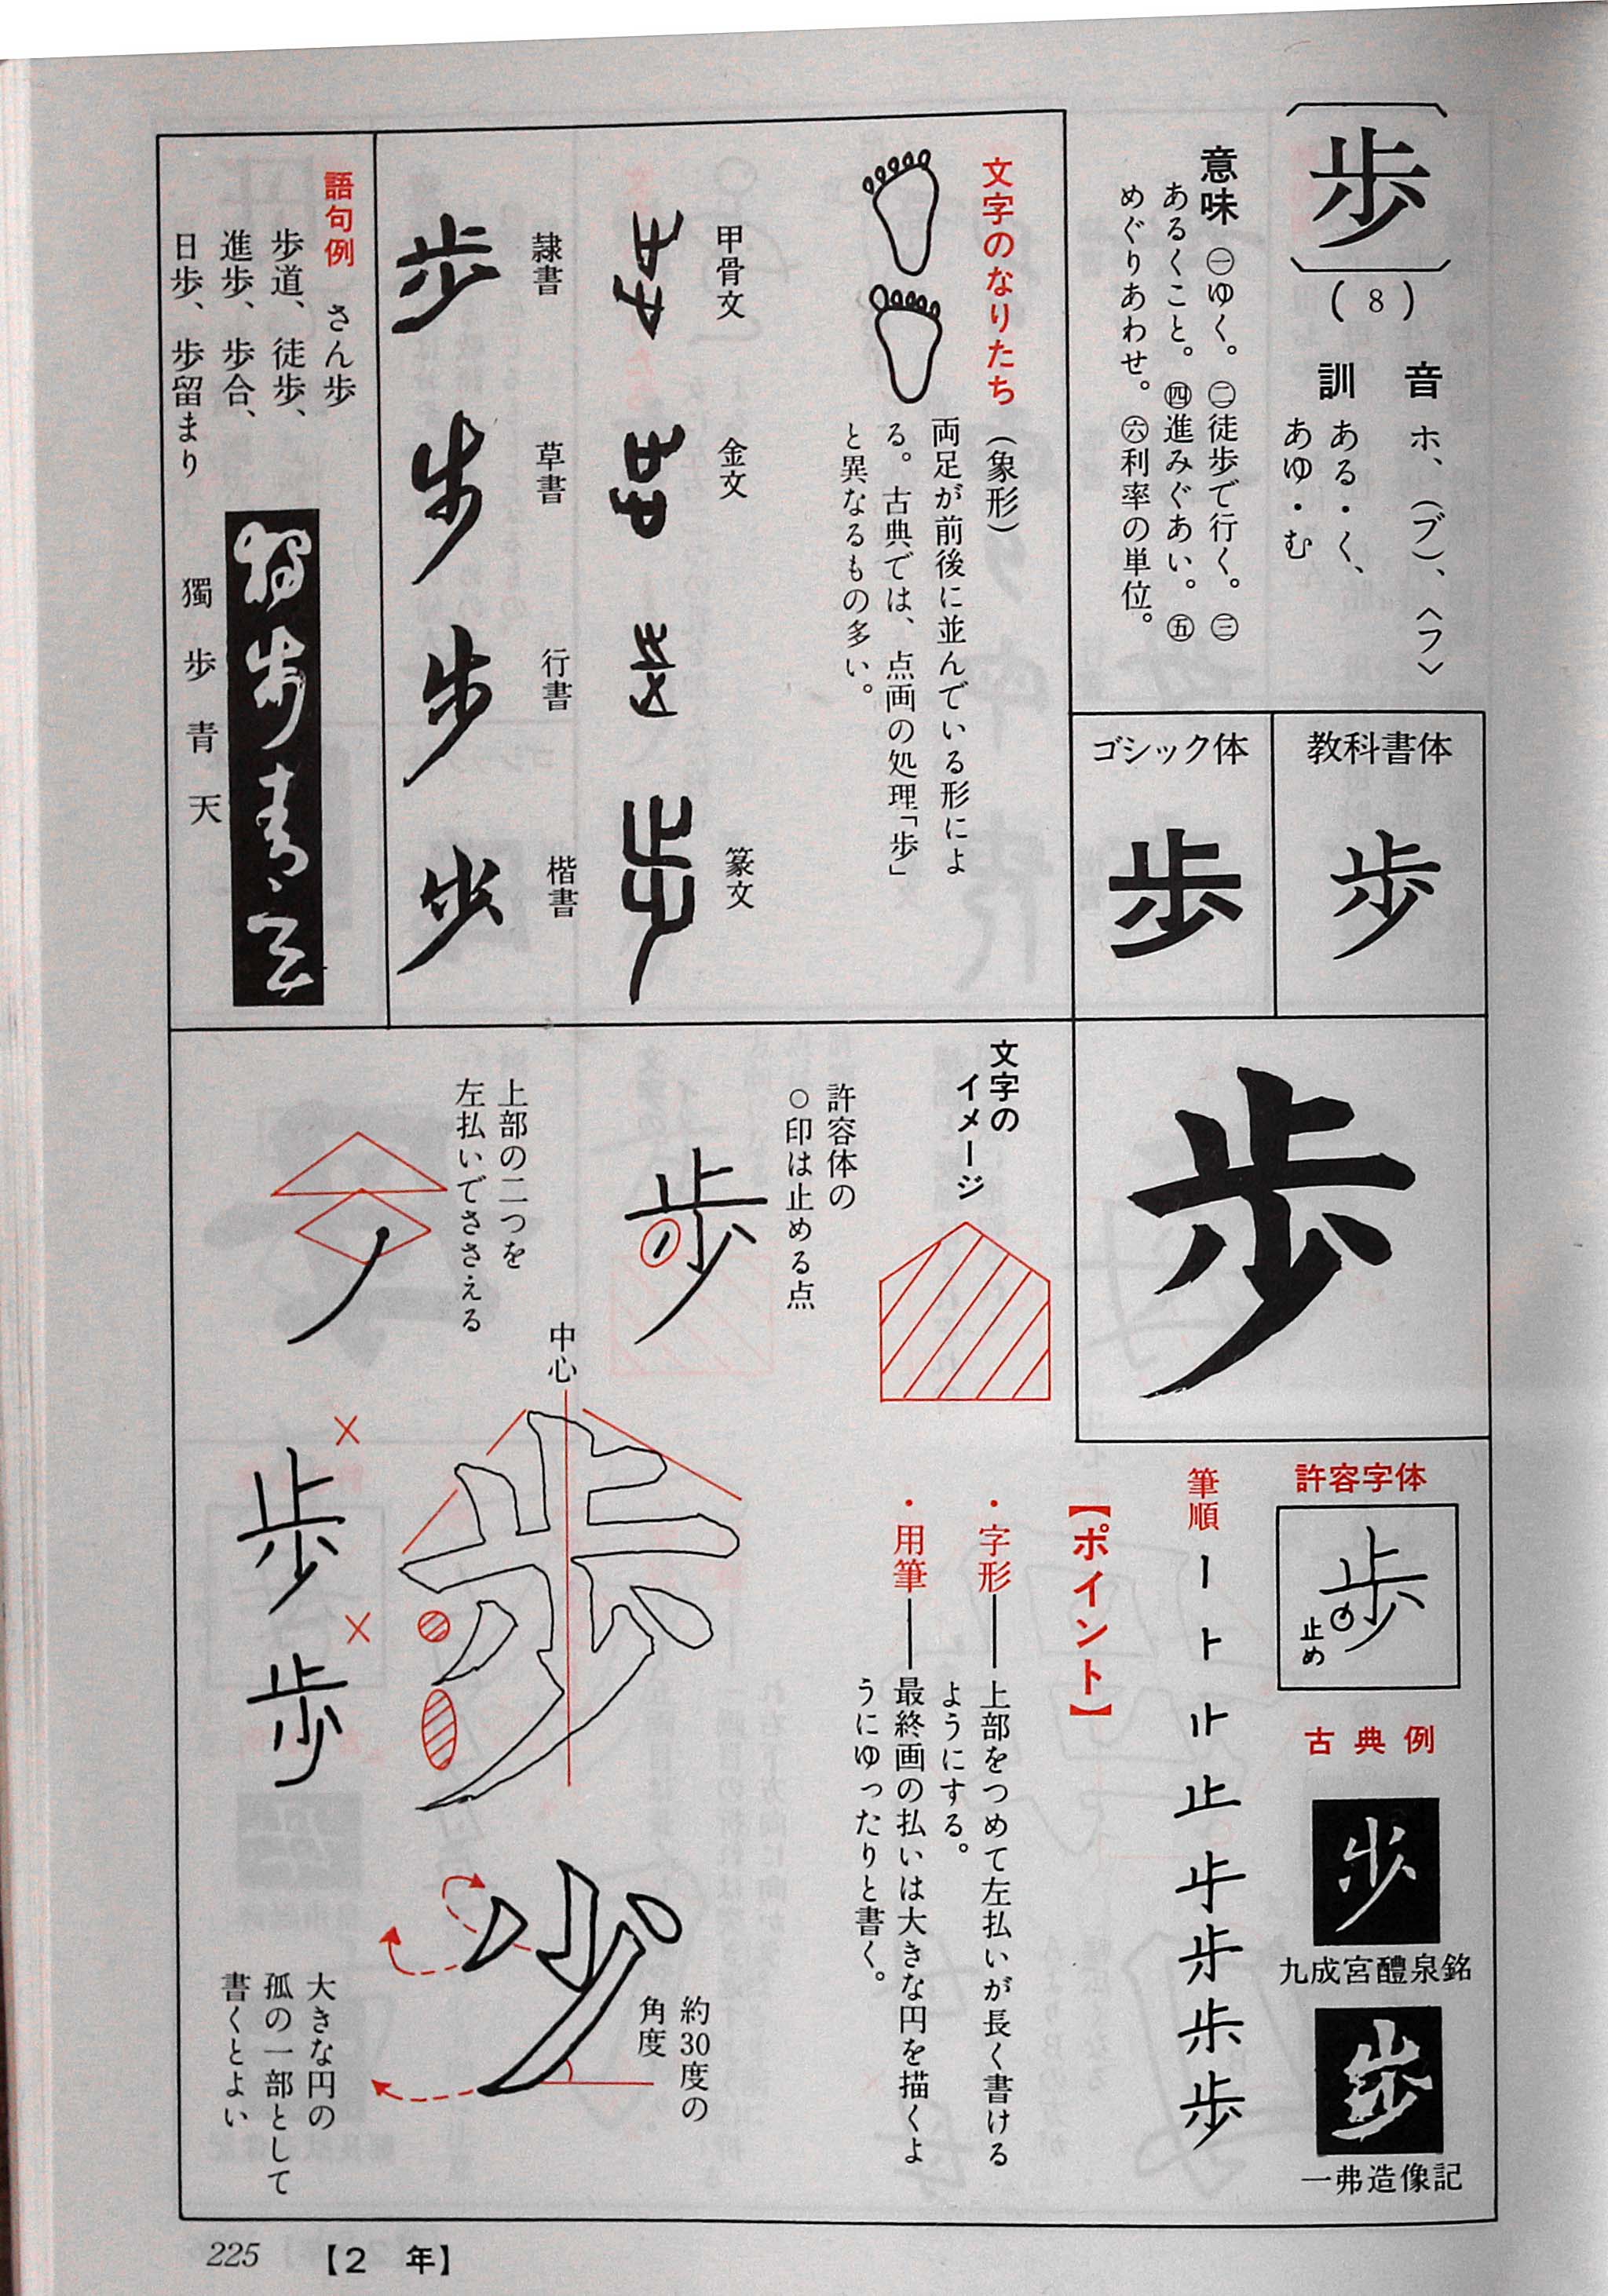 歩
(8)
音 ホ、(ブ)、〈フ〉
訓 ある・く、
あゆ・む
意味 ㊀ゆく。㊁徒歩で行く。㊂
あるくこと。㊃進みぐあい。㊄
めぐりあわせ。㊅利率の単位。
教科書体
歩
ゴシック体
歩
文字のなりたち (象形)
両足が前後に並んでいる形によ
る。古典では、点画の処理「歩」
と異なるもの多い。
甲骨文
金文
篆文
隷書
歩
草書
歩
行書
歩
楷書
歩
語句例 さん歩
歩道、徒歩、
進歩、歩合、
日歩、歩留まり
獨歩青天
獨歩青天
歩
許容字体
歩
止め
古典例
歩
九成宮醴泉銘
歩
一弗造像記
筆順
歩
【ポイント】
・字形――上部をつめて左払いが長く書ける
ようにする。
・用筆――最終画の払いは大きな円を描くよ
うにゆったりと書く。
文字の
イメージ
許容体の
○印は止める点
歩
上部の二つを
左払いでささえる
中心
歩
×
歩
×
歩
約30度の
角度
大きな円の
孤の一部として
書くとよい
225 【2 年】